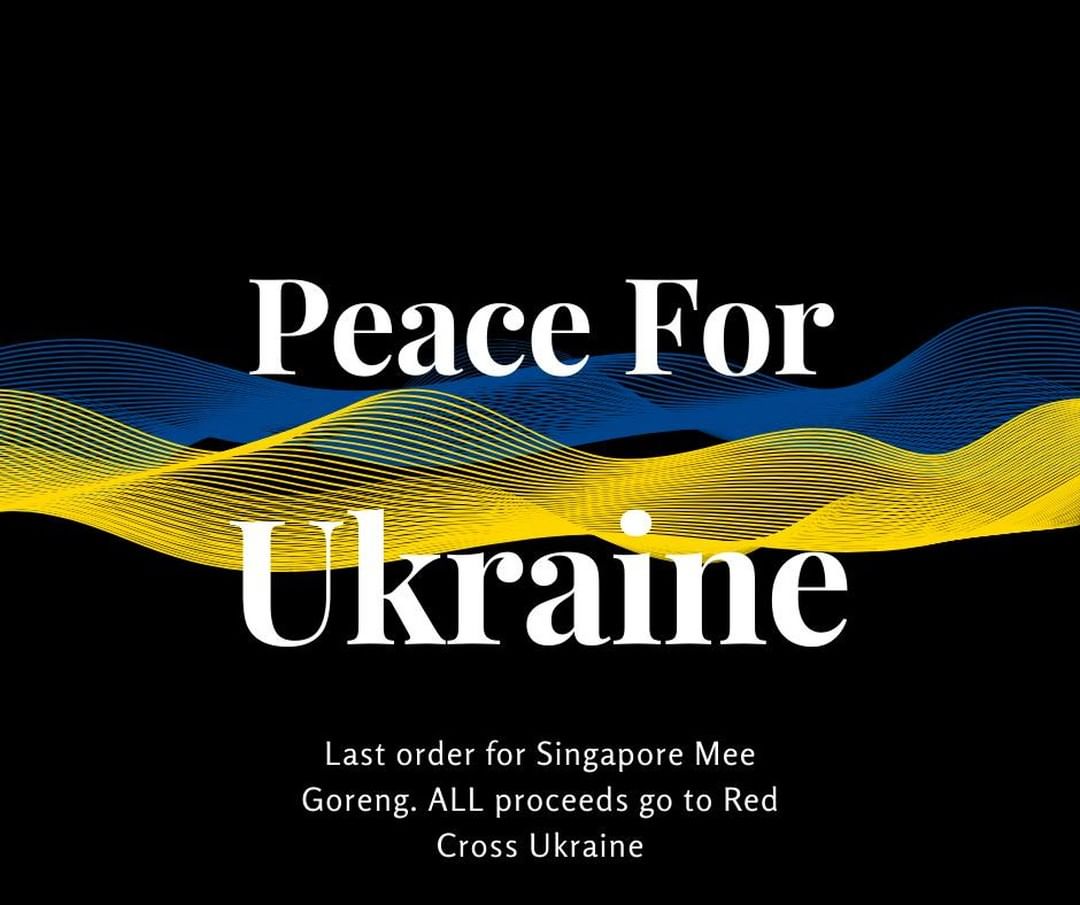 Peace For
Ukraine
Last order for Singapore Mee
Goreng. ALL proceeds go to Red
Cross Ukraine